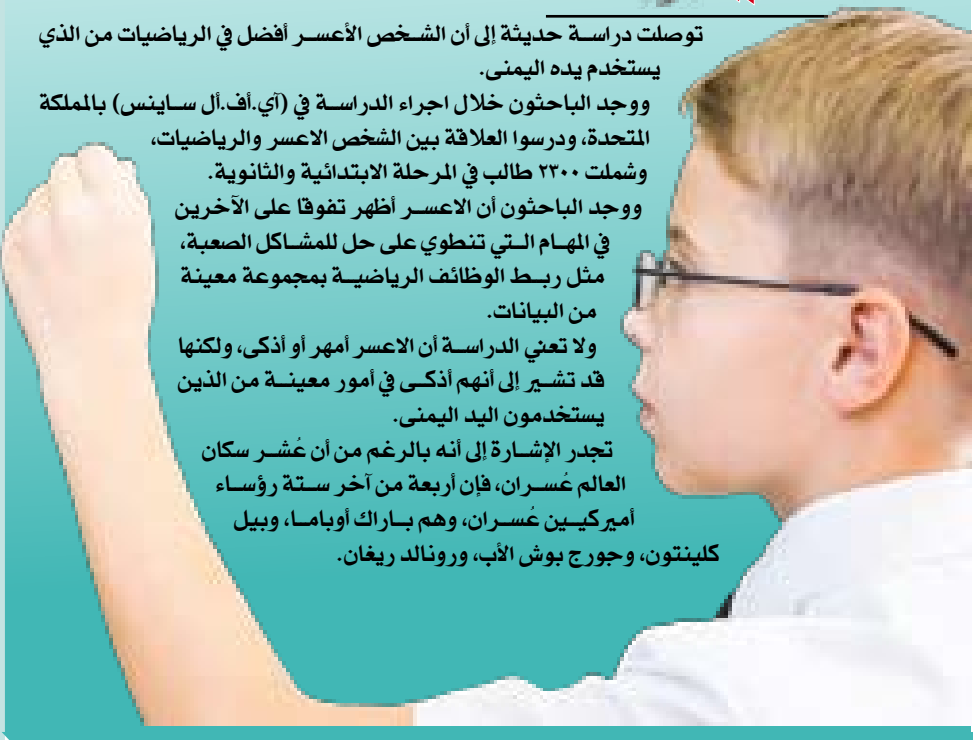 توصلت دراسة حديثة إلى أن الشخص الأعسر أفضل في الرياضيات من الذي
يستخدم يده اليمنى.
ووجد الباحثون خلال اجراء الدراسة في (آي.أف.أل ساينس) بالمملكة
المتحدة، ودرسوا العلاقة بين الشخص الاعسر والرياضيات،
وشملت ٢٣٠٠ طالب في المرحلة الابتدائية والثانوية.
ووجد الباحثون أن الاعسر أظهر تفوقا على الآخرين
في المهام التي تنطوي على حل للمشاكل الصعبة،
مثل ربط الوظائف الرياضية بمجموعة معينة
من البيانات.
ولا تعني الدراسة أن الاعسر أمهر أو أذكى، ولكنها
قد تشير إلى أنهم أذكى في أمور معينة من الذين
يستخدمون اليد اليمنى.
تجدر الإشارة إلى أنه بالرغم من أن عُشر سكان
العالم عُسران، فإن أربعة من آخر ستة رؤساء
أميركيين عُسران، وهم باراك أوباما، وبيل
كلينتون، وجورج بوش الأب، ورونالد ريغان.